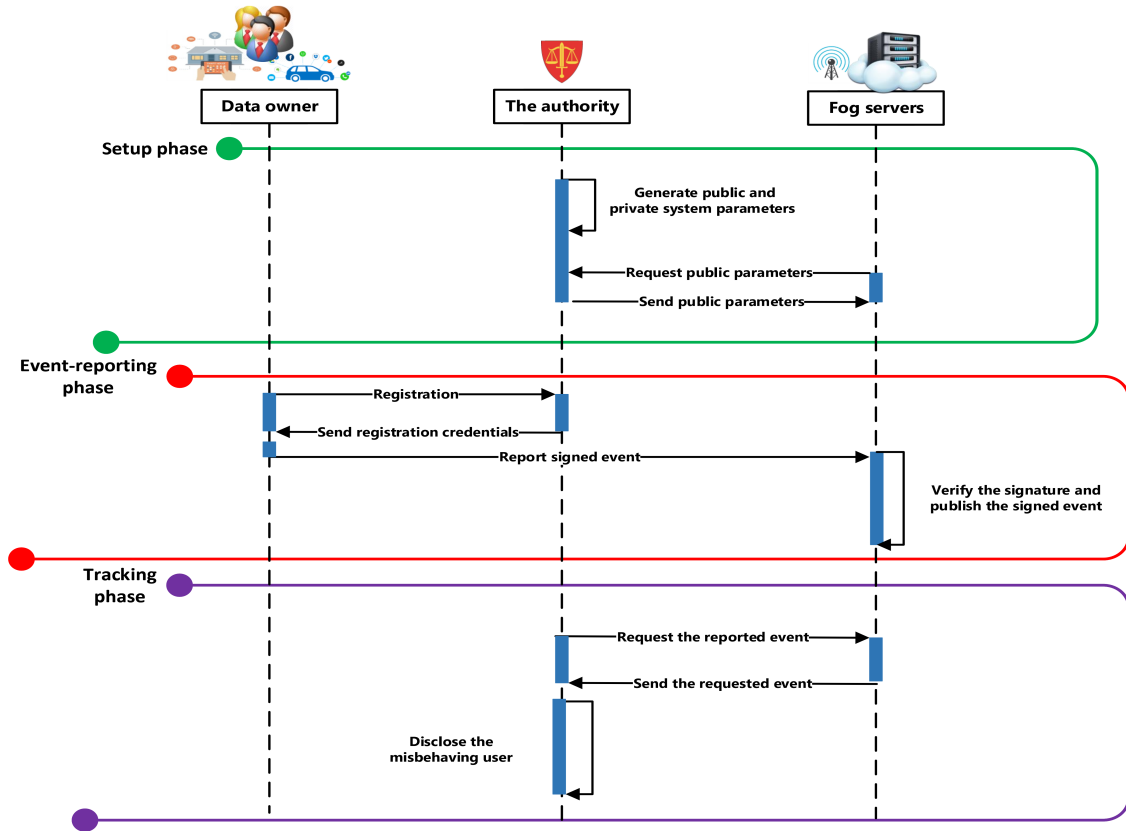 Data owner
The authority
Fog servers
Setup phase
Generate public and
private system parameters
Request public parameters
Send public parameters
Event-reporting
phase
Registration
Send registration credentials
Report signed event
Verify the signature and
publish the signed event
Tracking
phase
Request the reported event
Send the requested event
Disclose the
misbehaving user